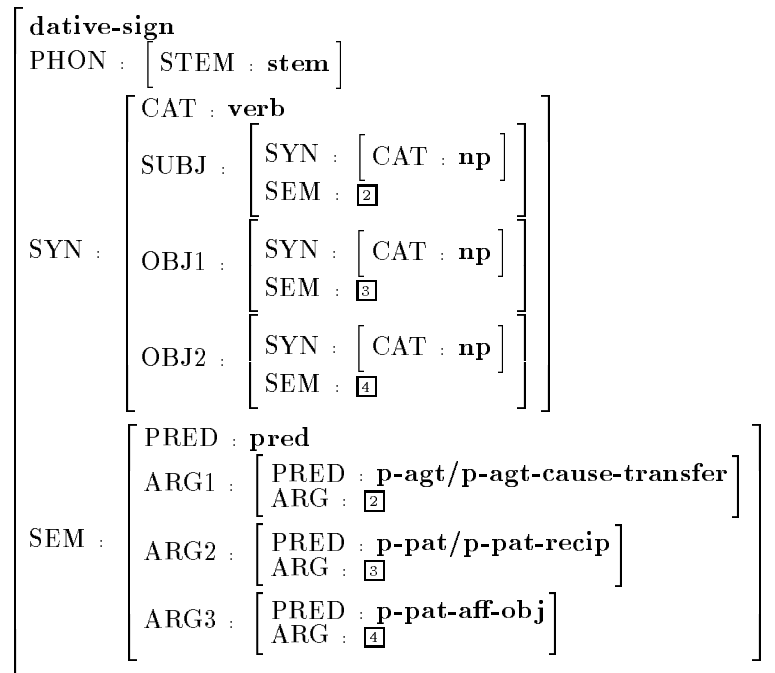 dative-sign
PHON : [ STEM : stem ]
CAT : verb
SUBJ : [ SYN : [ CAT : np ]
SEM : 2 ]
SYN : OBJ1 : [ SYN : [ CAT : np ]
SEM : 3 ]
OBJ2 : [ SYN : [ CAT : np ]
SEM : 4 ]
PRED : pred
ARG1 : [ PRED : p-agt/p-agt-cause-transfer
ARG : 2 ]
SEM : ARG2 : [ PRED : p-pat/p-pat-recip
ARG : 3 ]
ARG3 : [ PRED : p-pat-aff-obj
ARG : 4 ]